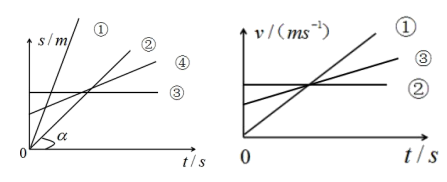 s/m
①
②
④
③
α
0
t/s
v/(ms⁻¹)
①
③
②
0
t/s